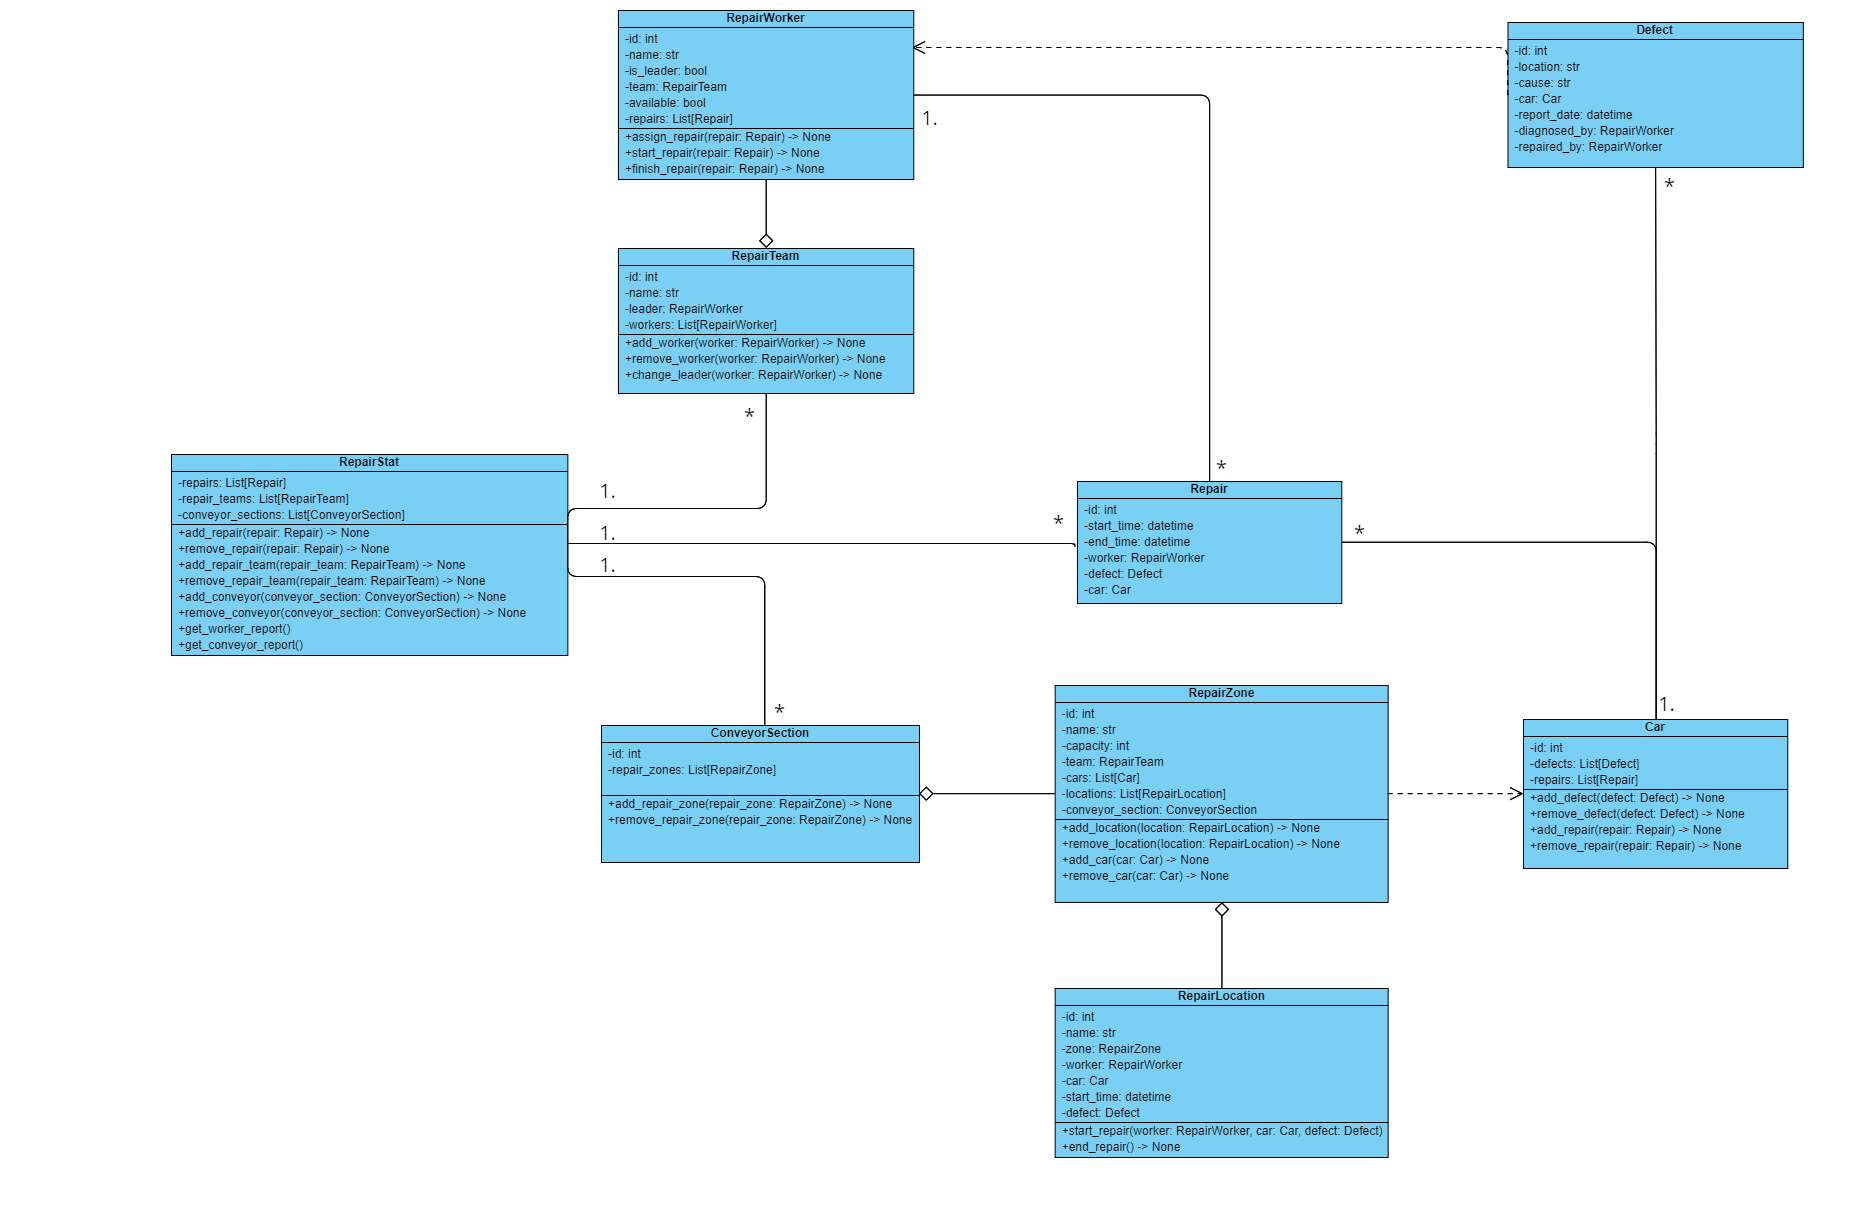 RepairWorker
-id: int
-name: str
-is_leader: bool
-team: RepairTeam
-available: bool
-repairs: List[Repair]
+assign_repair(repair: Repair) -> None
+start_repair(repair: Repair) -> None
+finish_repair(repair: Repair) -> None
1.
Defect
-id: int
-location: str
-cause: str
-car: Car
-report_date: datetime
-diagnosed_by: RepairWorker
-repaired_by: RepairWorker
*
RepairTeam
-id: int
-name: str
-leader: RepairWorker
-workers: List[RepairWorker]
+add_worker(worker: RepairWorker) -> None
+remove_worker(worker: RepairWorker) -> None
+change_leader(worker: RepairWorker) -> None
*
RepairStat
-repairs: List[Repair]
-repair_teams: List[RepairTeam]
-conveyor_sections: List[ConveyorSection]
+add_repair(repair: Repair) -> None
+remove_repair(repair: Repair) -> None
+add_repair_team(repair_team: RepairTeam) -> None
+remove_repair_team(repair_team: RepairTeam) -> None
+add_conveyor(conveyor_section: ConveyorSection) -> None
+remove_conveyor(conveyor_section: ConveyorSection) -> None
+get_worker_report()
+get_conveyor_report()
1.
1.
1.
*
*
Repair
-id: int
-start_time: datetime
-end_time: datetime
-worker: RepairWorker
-defect: Defect
-car: Car
*
*
ConveyorSection
-id: int
-repair_zones: List[RepairZone]
+add_repair_zone(repair_zone: RepairZone) -> None
+remove_repair_zone(repair_zone: RepairZone) -> None
RepairZone
-id: int
-name: str
-capacity: int
-team: RepairTeam
-cars: List[Car]
-locations: List[RepairLocation]
-conveyor_section: ConveyorSection
+add_location(location: RepairLocation) -> None
+remove_location(location: RepairLocation) -> None
+add_car(car: Car) -> None
+remove_car(car: Car) -> None
1.
Car
-id: int
-defects: List[Defect]
-repairs: List[Repair]
+add_defect(defect: Defect) -> None
+remove_defect(defect: Defect) -> None
+add_repair(repair: Repair) -> None
+remove_repair(repair: Repair) -> None
RepairLocation
-id: int
-name: str
-zone: RepairZone
-worker: RepairWorker
-car: Car
-start_time: datetime
-defect: Defect
+start_repair(worker: RepairWorker, car: Car, defect: Defect)
+end_repair() -> None